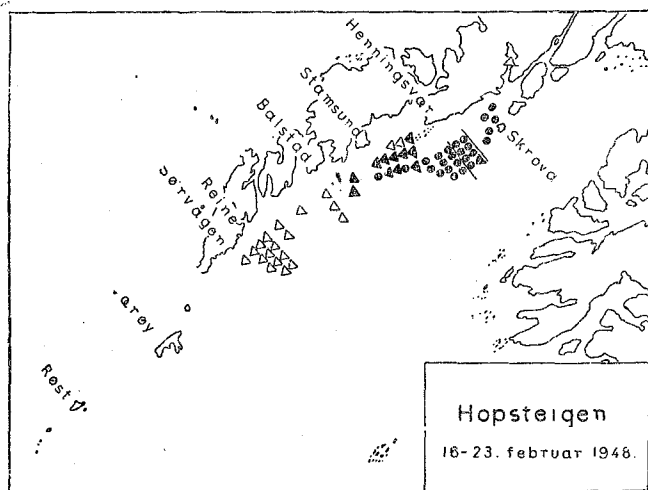 Henningsvær
Stamsund
Balstad
Skrova
Reine
Sørvågen
Værøy
Røst
Hopsteigen
16-23. februar 1948.